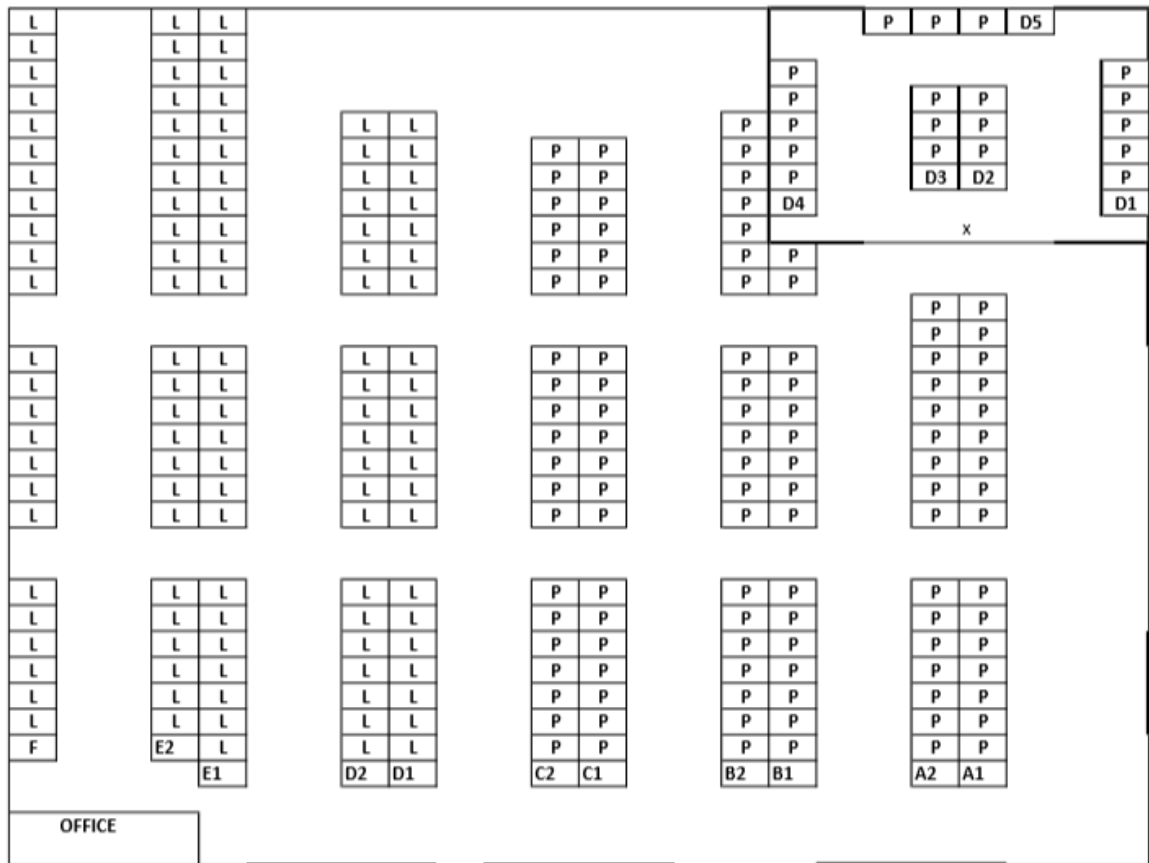 L L L P P P D5
L L L
L L L P P
L L L P P P P
L L L L L P P P P P
L L L L L P P P P P P P
L L L L L P P P P D3 D2 P
L L L L L P P P D4 D1
L L L L L P P P x
L L L L L P P P P
L L L L L P P P P
P P
P P
L L L L L P P P P P P
L L L L L P P P P P P
L L L L L P P P P P P
L L L L L P P P P P P
L L L L L P P P P P P
L L L L L P P P P P P
L L L L L P P P P P P
L L L L L P P P P P P
L L L L L P P P P P P
L L L L L P P P P P P
L L L L L P P P P P P
L L L L L P P P P P P
L L L L L P P P P P P
F E2 L L L P P P P P P
E1 D2 D1 C2 C1 B2 B1 A2 A1
OFFICE